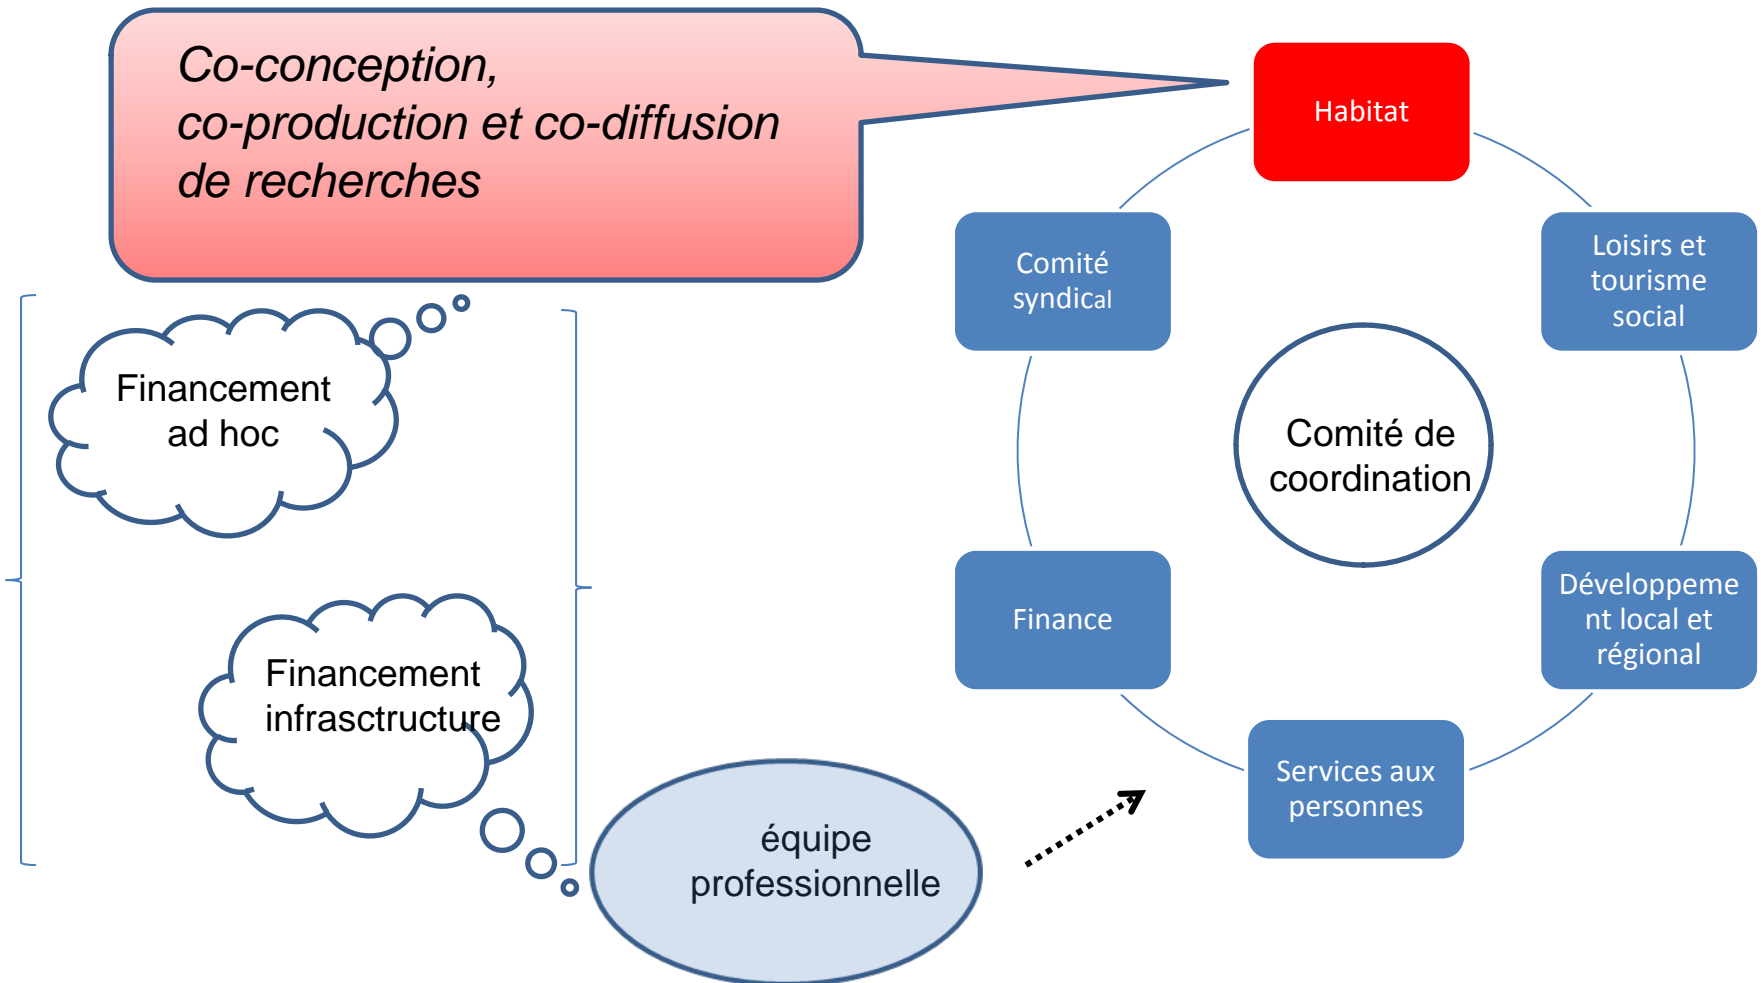 Co-conception,
co-production et co-diffusion
de recherches
Habitat
Comité
syndical
Loisirs et
tourisme
social
Financement
ad hoc
Comité de
coordination
Finance
Développeme
nt local et
régional
Financement
infrasctructure
Services aux
personnes
équipe
professionnelle